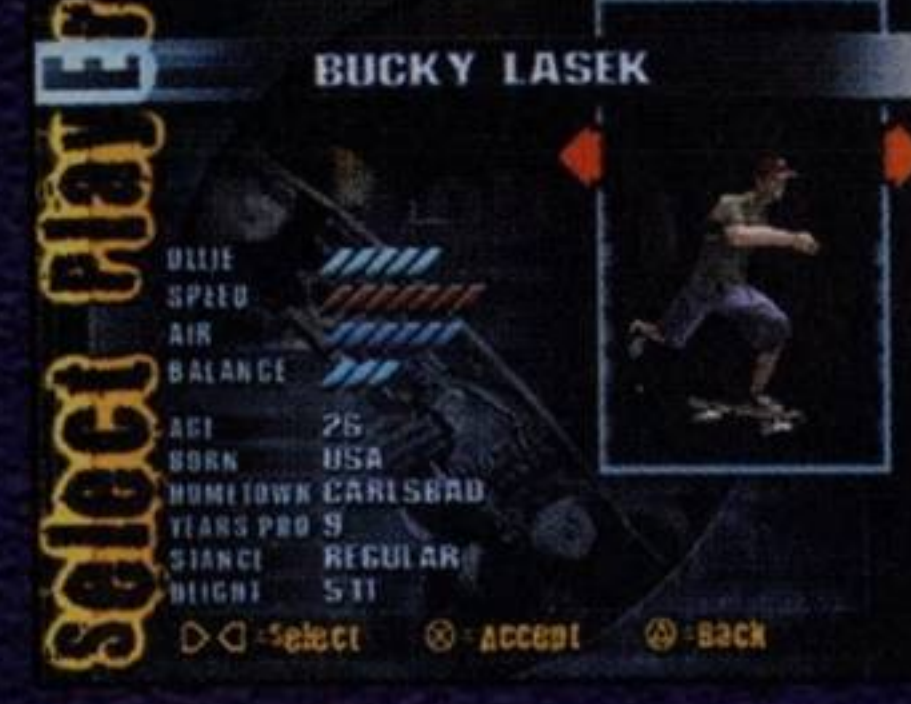 Select Player
BUCKY LASEK
OLLIE
SPEED
AIR
BALANCE
AGE 26
BORN USA
HOMETOWN CARLSBAD
YEARS PRO 9
STANCE REGULAR
HEIGHT 5 11
=Select ⓧ=Accept =Back